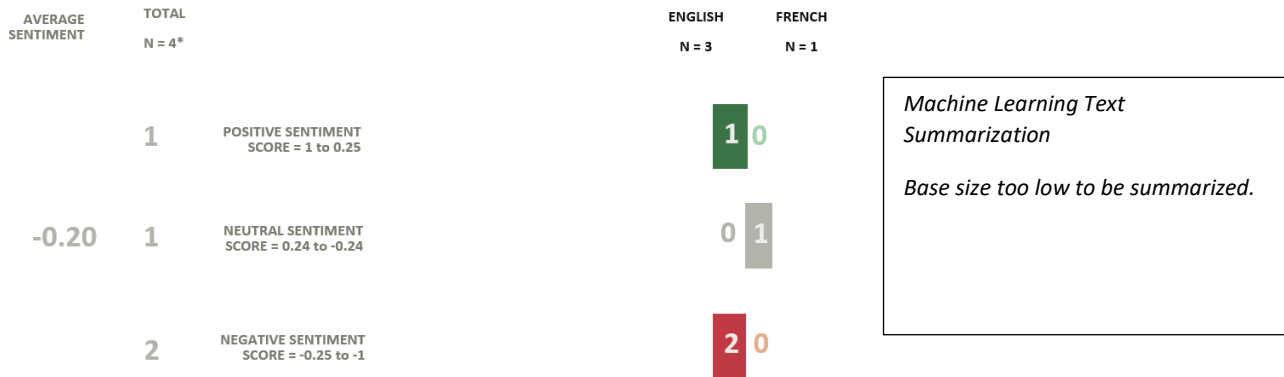 AVERAGE
SENTIMENT
TOTAL
N = 4*
ENGLISH
N = 3
FRENCH
N = 1
1
POSITIVE SENTIMENT
SCORE = 1 to 0.25
1 0
-0.20
1
NEUTRAL SENTIMENT
SCORE = 0.24 to -0.24
0 1
2
NEGATIVE SENTIMENT
SCORE = -0.25 to -1
2 0
Machine Learning Text
Summarization
Base size too low to be summarized.